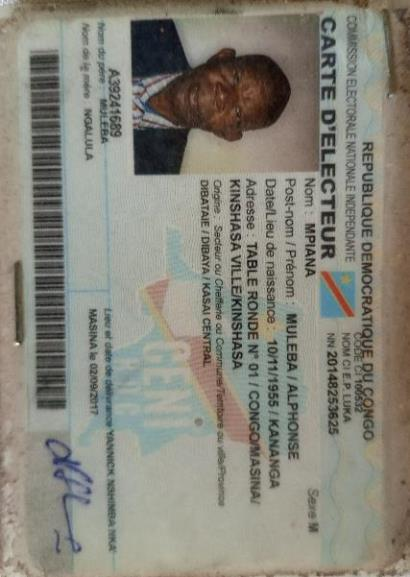 REPUBLIQUE DEMOCRATIQUE DU CONGO
COMMISSION ELECTORALE NATIONALE INDEPENDANTE
CODE CI 100532
NOM CI E.P. LUKA
CARTE D'ELECTEUR
NN 20148253625
Nom : MPIANA
Sexe M
Post-nom / Prénom : MULEBA / ALPHONSE
Date/Lieu de naissance : 10/11/1955 / KANANGA
Adresse : TABLE RONDE N° 01 / CONGO/MASINA/
KINSHASA VILLE/KINSHASA
Origine : Secteur ou Chefferie ou Commune/Territoire ou ville/Province
DIBATAIE / DIBAYA / KASAI CENTRAL
CENI
A39241689
Nom du père : MULEBA
Nom de la mère : NGALULA
Lieu et date de délivrance YANNICK NSHIMBA
MASINA le 02/09/2017